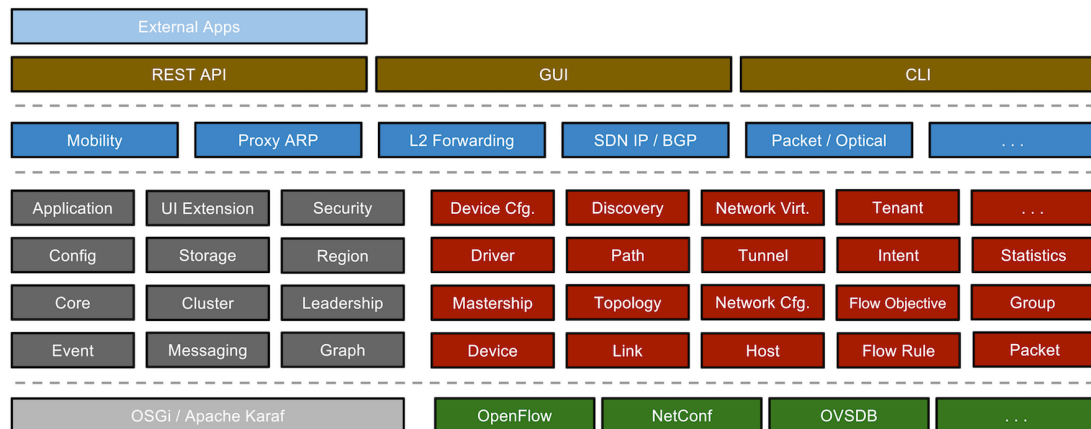 External Apps
REST API GUI CLI
Mobility Proxy ARP L2 Forwarding SDN IP / BGP Packet / Optical . . .
Application UI Extension Security Device Cfg. Discovery Network Virt. Tenant . . .
Config Storage Region Driver Path Tunnel Intent Statistics
Core Cluster Leadership Mastership Topology Network Cfg. Flow Objective Group
Event Messaging Graph Device Link Host Flow Rule Packet
OSGi / Apache Karaf OpenFlow NetConf OVSDB . . .